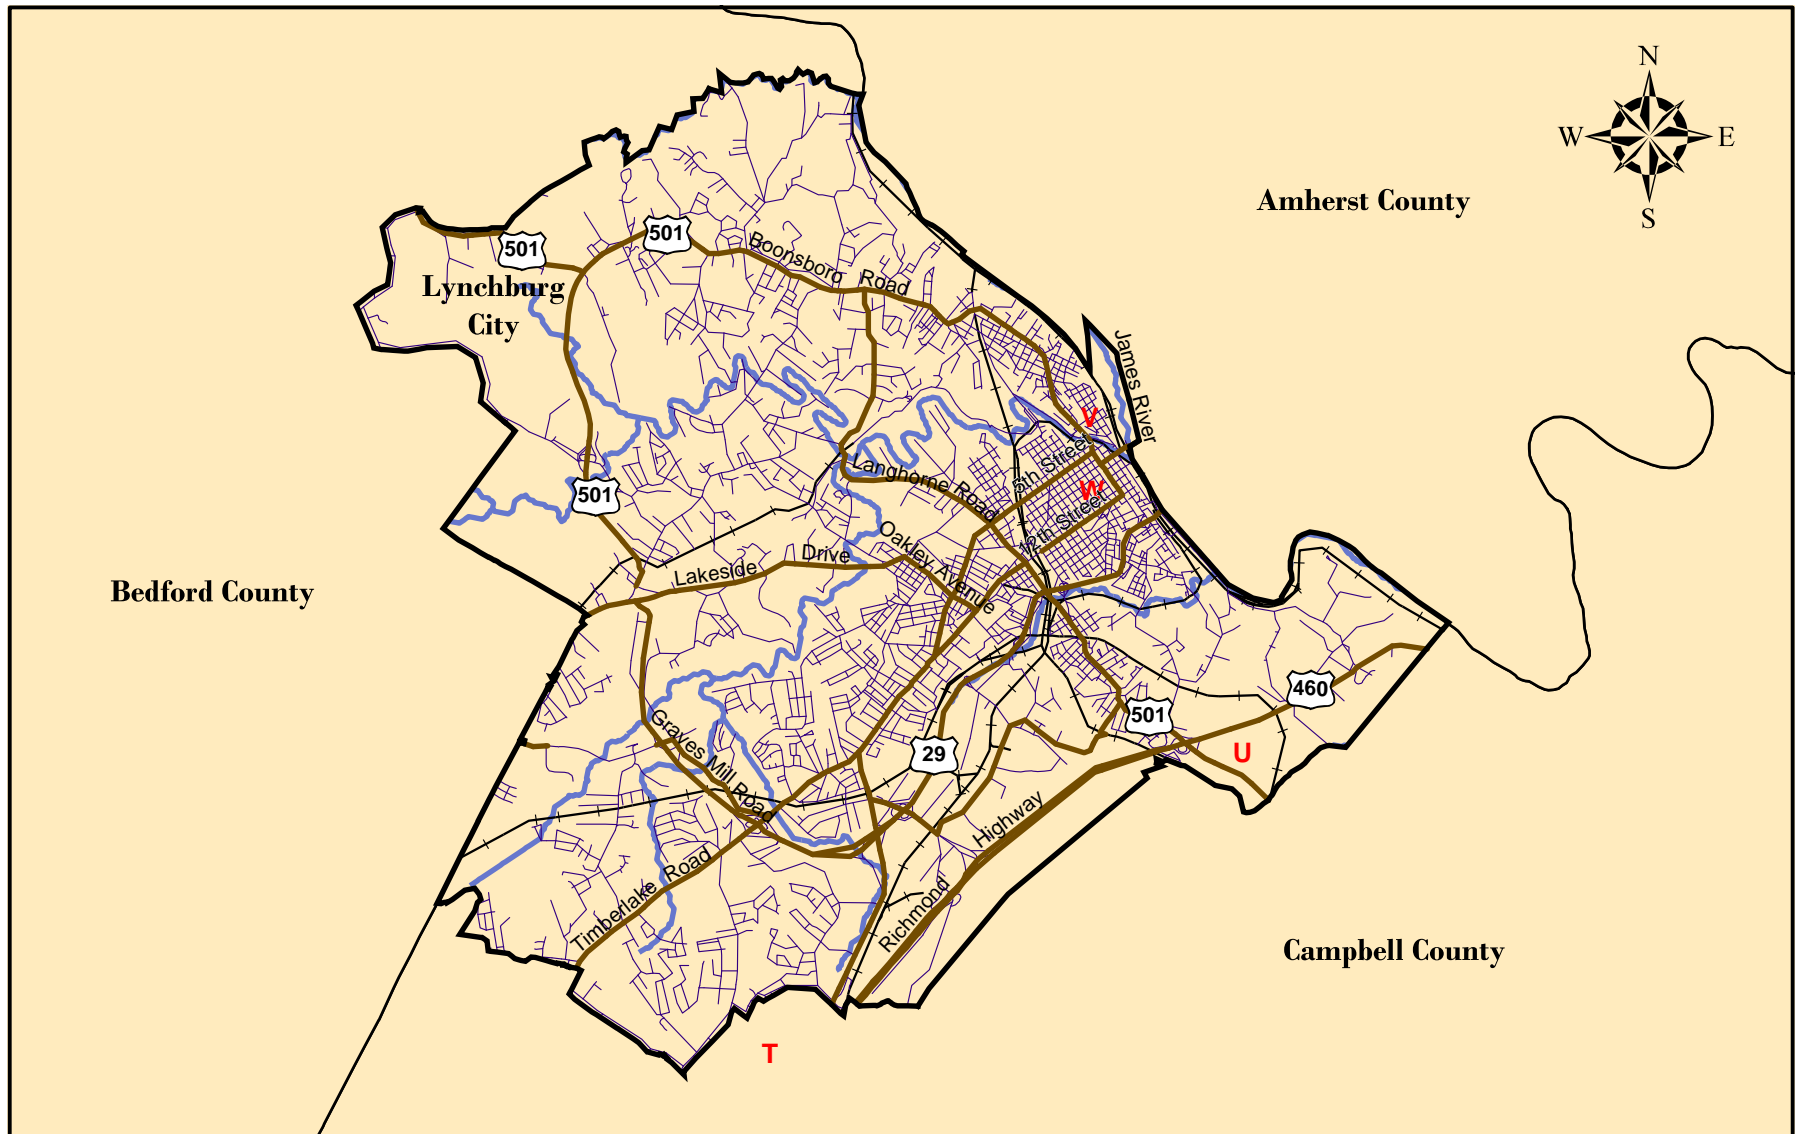 N
W E
S
Amherst County
501
501
Boonsboro Road
Lynchburg
City
James River
V
5th Street
Langhorne Road
W
501
12th Street
Oakley Avenue
Lakeside Drive
Bedford County
460
501
Graves Mill Road
29
U
Highway
Richmond
Timberlake Road
Campbell County
T